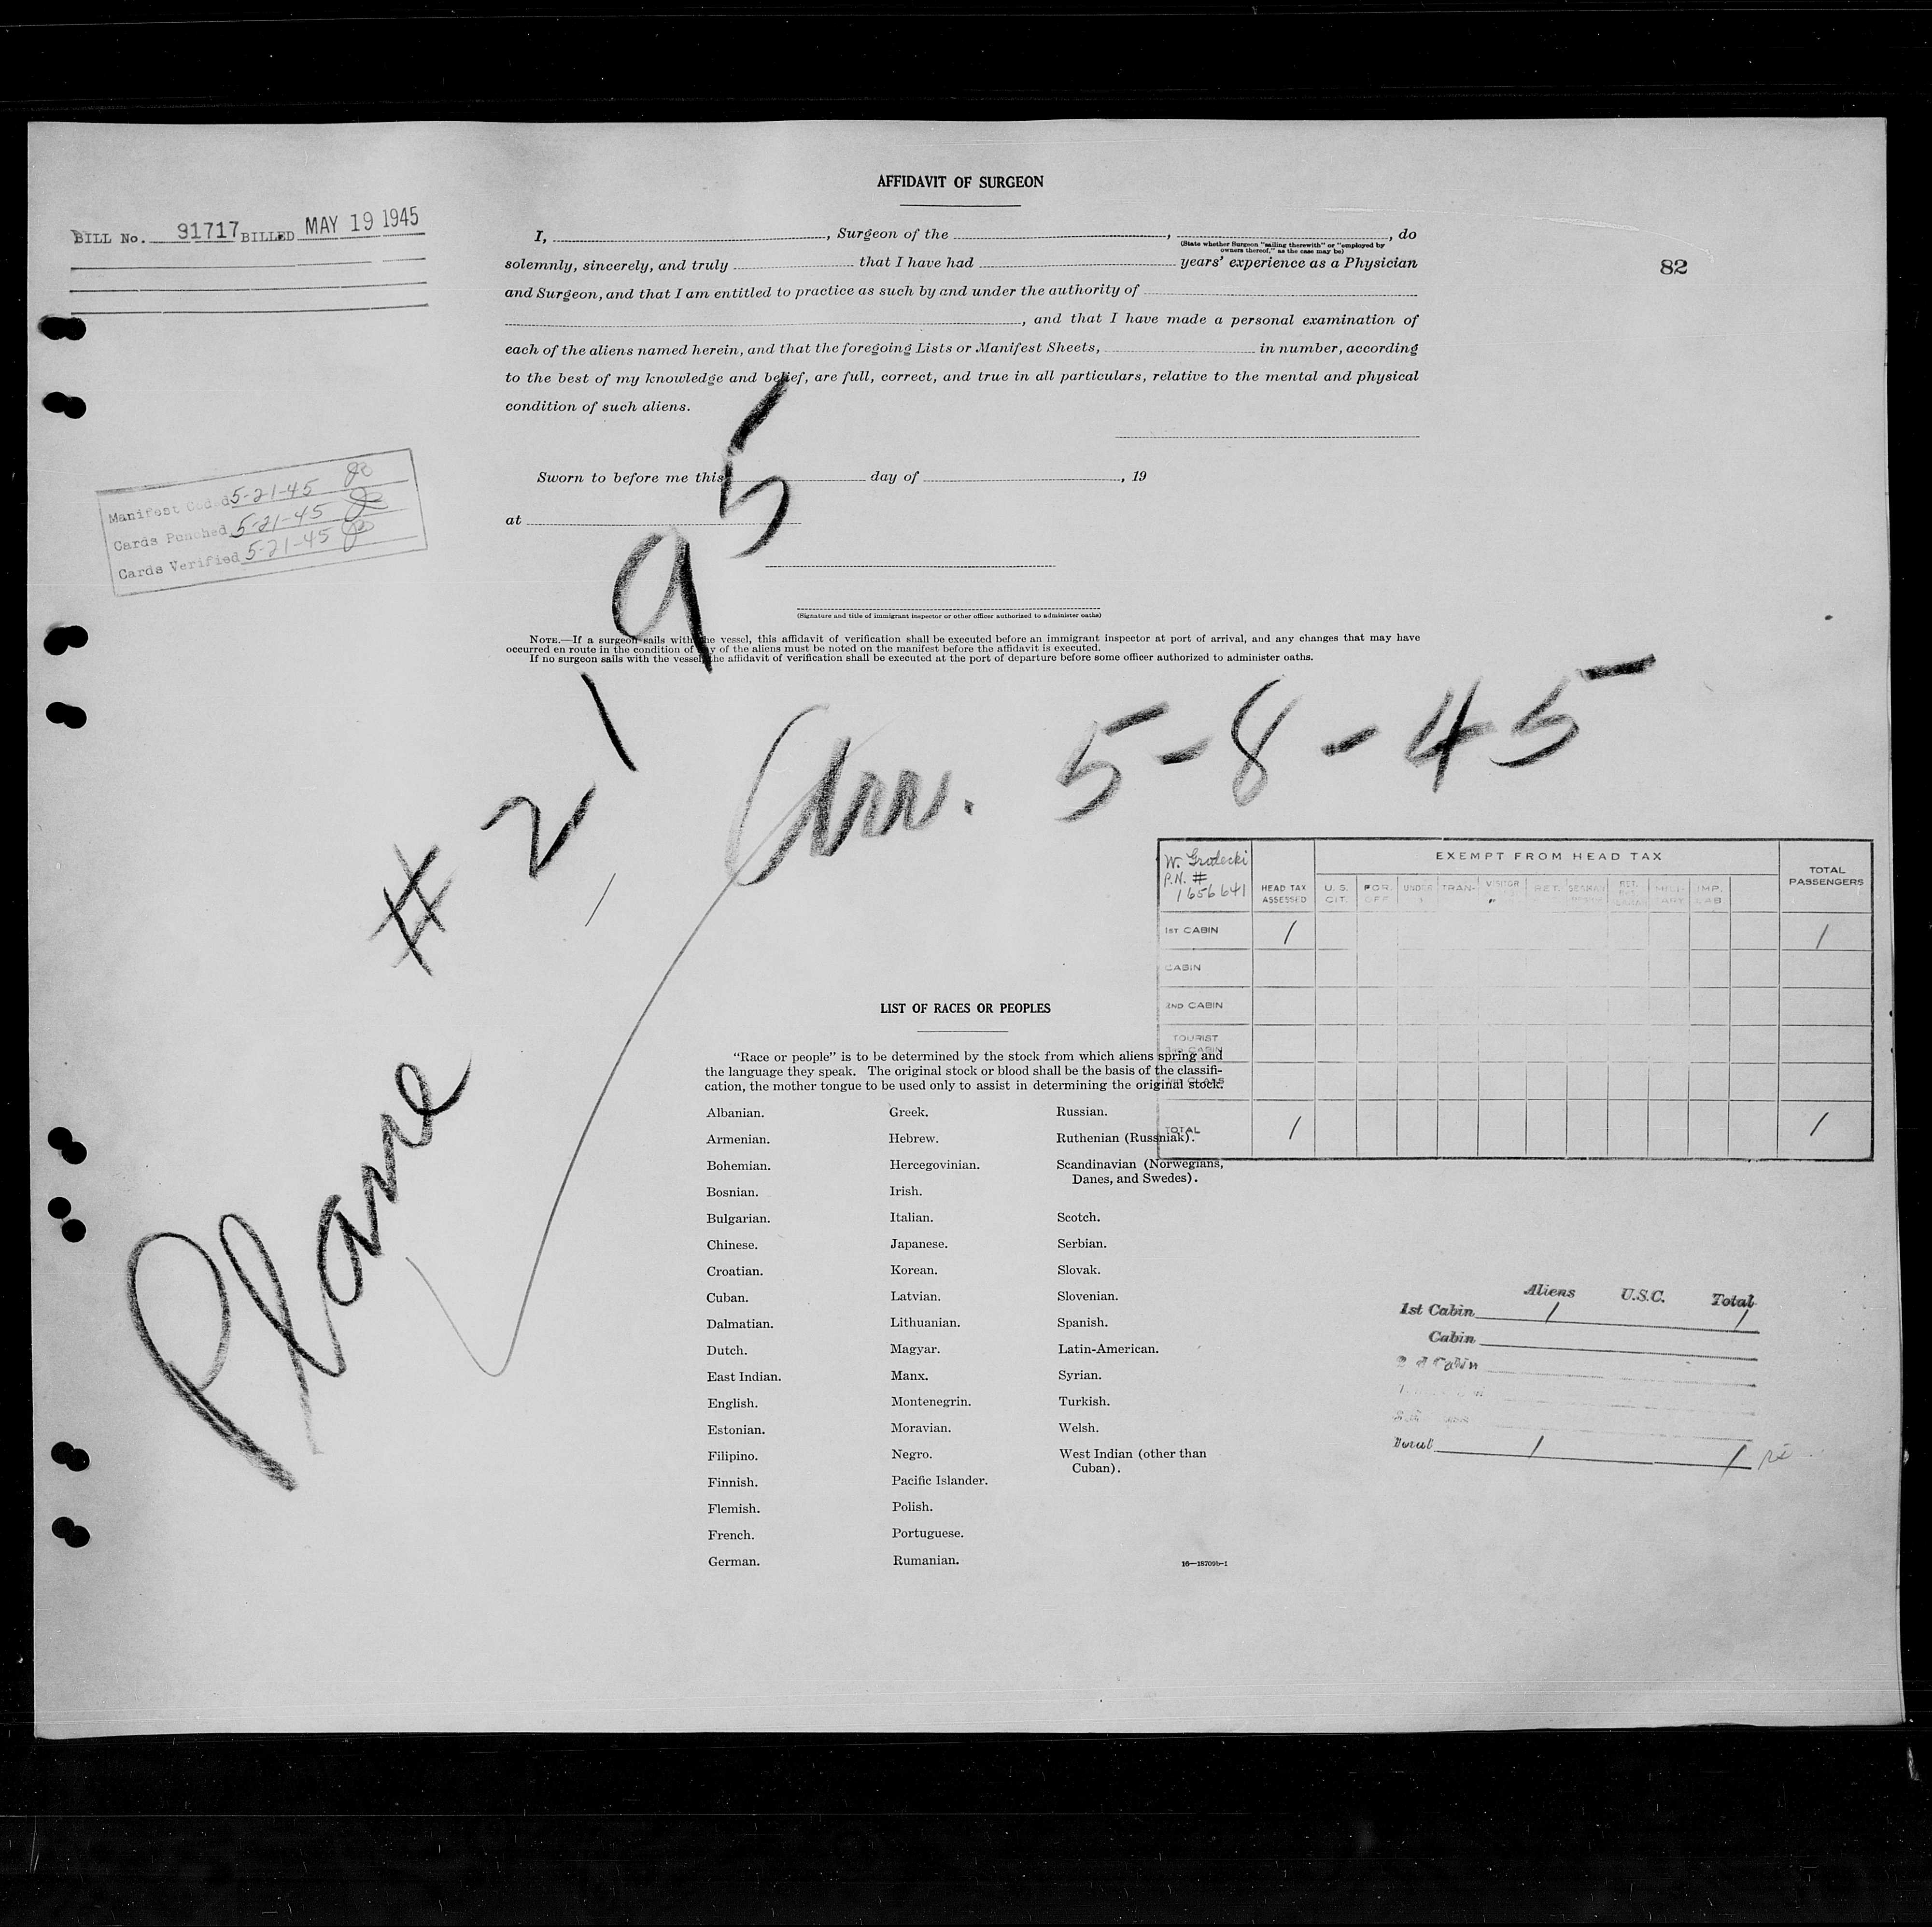 AFFIDAVIT OF SURGEON
BILL No. 91717 BILLED MAY 19 1945
82
I, , Surgeon of the , , do
(State whether Surgeon "sailing therewith" or "employed by
owners thereof," as the case may be)
solemnly, sincerely, and truly that I have had years' experience as a Physician
and Surgeon, and that I am entitled to practice as such by and under the authority of
, and that I have made a personal examination of
each of the aliens named herein, and that the foregoing Lists or Manifest Sheets, in number, according
to the best of my knowledge and belief, are full, correct, and true in all particulars, relative to the mental and physical
condition of such aliens.
Manifest Coded 5-21-45
Cards Punched 5-21-45
Cards Verified 5-21-45
Sworn to before me this day of , 19
at
(Signature and title of immigrant inspector or other officer authorized to administer oaths)
NOTE.—If a surgeon sails with the vessel, this affidavit of verification shall be executed before an immigrant inspector at port of arrival, and any changes that may have
occurred en route in the condition of any of the aliens must be noted on the manifest before the affidavit is executed.
If no surgeon sails with the vessel, the affidavit of verification shall be executed at the port of departure before some officer authorized to administer oaths.
Plane # 2195
Arr. 5-8-45
W. Grodecki
P.N. #
1656641
EXEMPT FROM HEAD TAX
HEAD TAX
ASSESSED
U. S.
CIT.
FOR.
OFF
UNDER
TRAN-
VISITOR
RET.
SEAMAN
IMP.
LAB
TOTAL
PASSENGERS
1ST CABIN 1 1
CABIN
2ND CABIN
TOURIST
3RD CABIN
TOTAL 1 1
LIST OF RACES OR PEOPLES
"Race or people" is to be determined by the stock from which aliens spring and
the language they speak. The original stock or blood shall be the basis of the classifi-
cation, the mother tongue to be used only to assist in determining the original stock.
Albanian.
Armenian.
Bohemian.
Bosnian.
Bulgarian.
Chinese.
Croatian.
Cuban.
Dalmatian.
Dutch.
East Indian.
English.
Estonian.
Filipino.
Finnish.
Flemish.
French.
German.
Greek.
Hebrew.
Hercegovinian.
Irish.
Italian.
Japanese.
Korean.
Latvian.
Lithuanian.
Magyar.
Manx.
Montenegrin.
Moravian.
Negro.
Pacific Islander.
Polish.
Portuguese.
Rumanian.
Russian.
Ruthenian (Russniak).
Scandinavian (Norwegians,
Danes, and Swedes).
Scotch.
Serbian.
Slovak.
Slovenian.
Spanish.
Latin-American.
Syrian.
Turkish.
Welsh.
West Indian (other than
Cuban).
16—18709b-1
Aliens U.S.C. Total
1st Cabin 1 1
Cabin
2d Cabin
Total 1 1